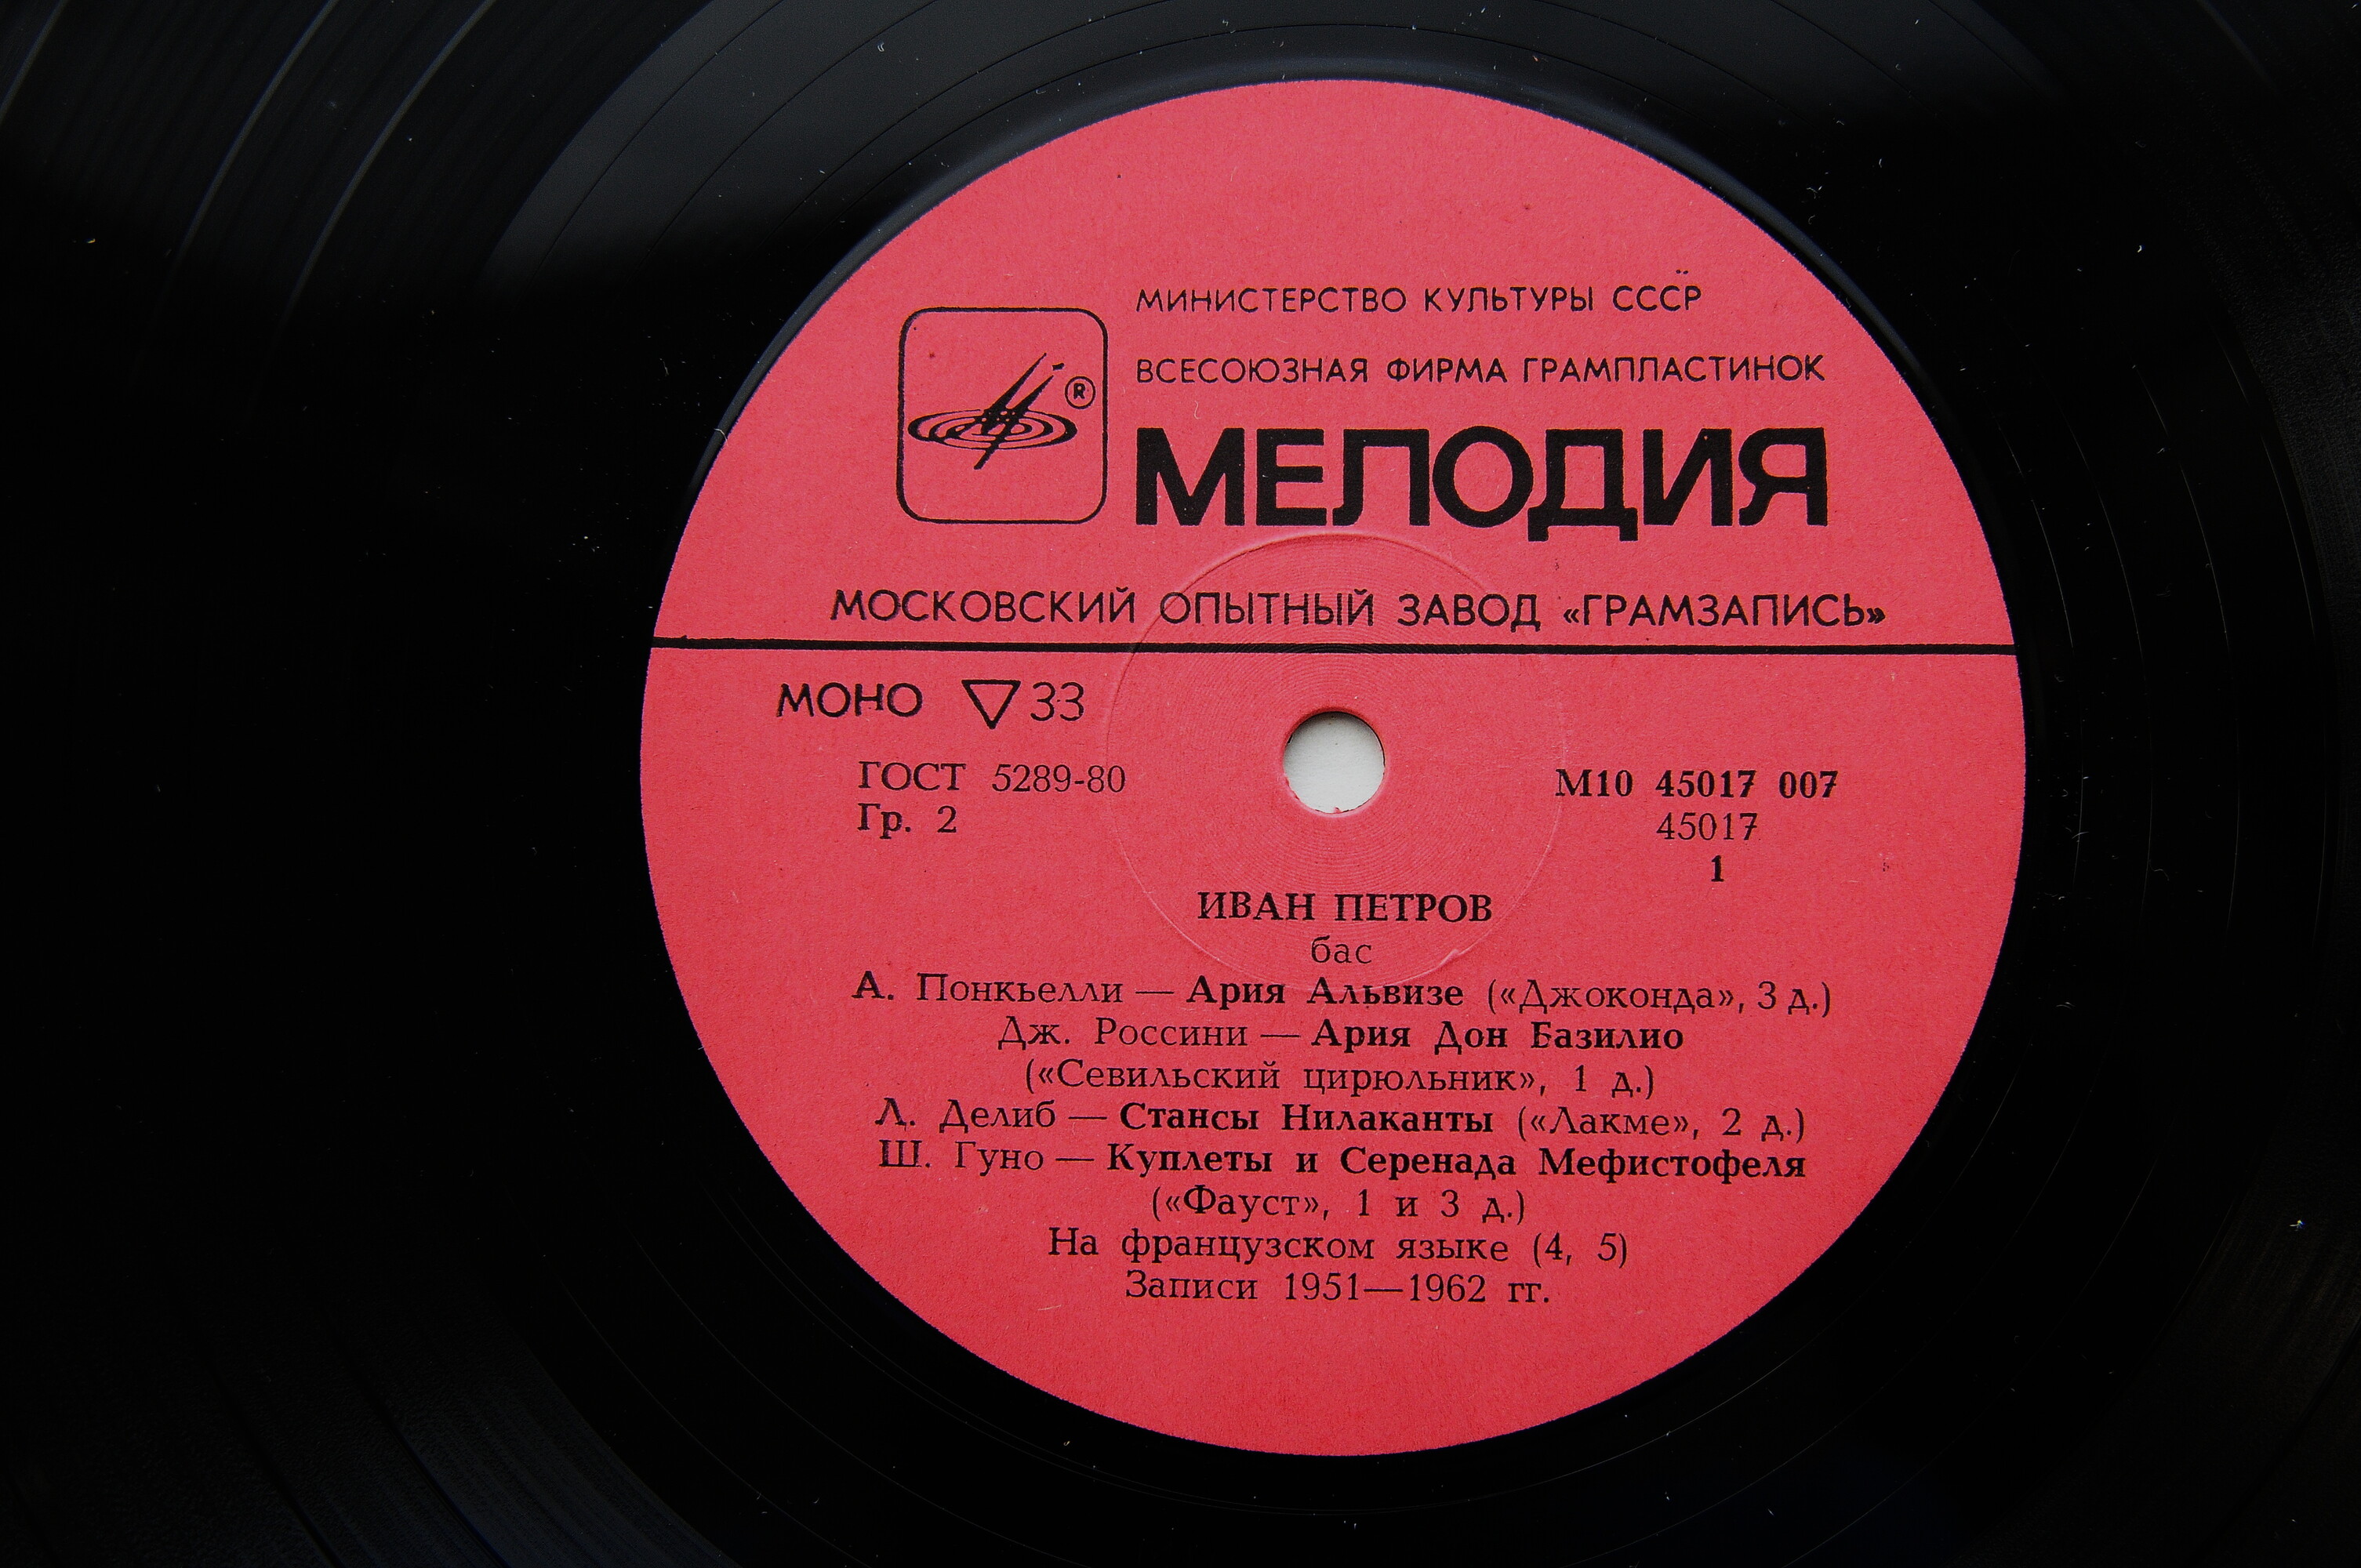 МИНИСТЕРСТВО КУЛЬТУРЫ СССР
ВСЕСОЮЗНАЯ ФИРМА ГРАМПЛАСТИНОК
®
МЕЛОДИЯ
МОСКОВСКИЙ ОПЫТНЫЙ ЗАВОД «ГРАМЗАПИСЬ»
МОНО ▽ 33
ГОСТ 5289-80
Гр. 2
М10 45017 007
45017
1
ИВАН ПЕТРОВ
бас
А. Понкьелли — Ария Альвизе («Джоконда», 3 д.)
Дж. Россини — Ария Дон Базилио
(«Севильский цирюльник», 1 д.)
Л. Делиб — Стансы Нилаканты («Лакме», 2 д.)
Ш. Гуно — Куплеты и Серенада Мефистофеля
(«Фауст», 1 и 3 д.)
На французском языке (4, 5)
Записи 1951—1962 гг.